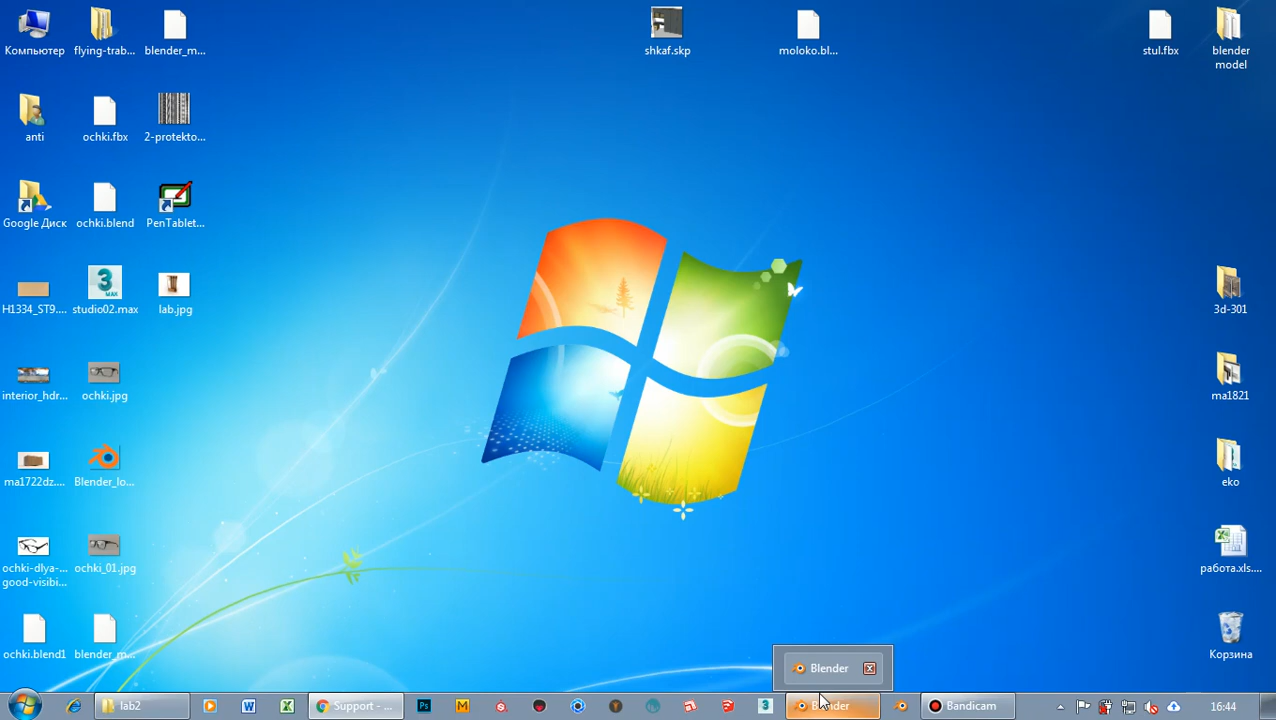 Компьютер
flying-trab...
blender_m...
shkaf.skp
moloko.bl...
stul.fbx
blender
model
anti
ochki.fbx
2-protekto...
Google Диск
ochki.blend
PenTablet...
H1334_ST9....
studio02.max
lab.jpg
3d-301
interior_hdr...
ochki.jpg
ma1821
ma1722dz....
Blender_lo...
eko
ochki-dlya-...
good-visibi...
ochki_01.jpg
работа.xls....
ochki.blend1
blender_m...
Корзина
Blender
lab2
Support - ...
Blender
Bandicam
16:44